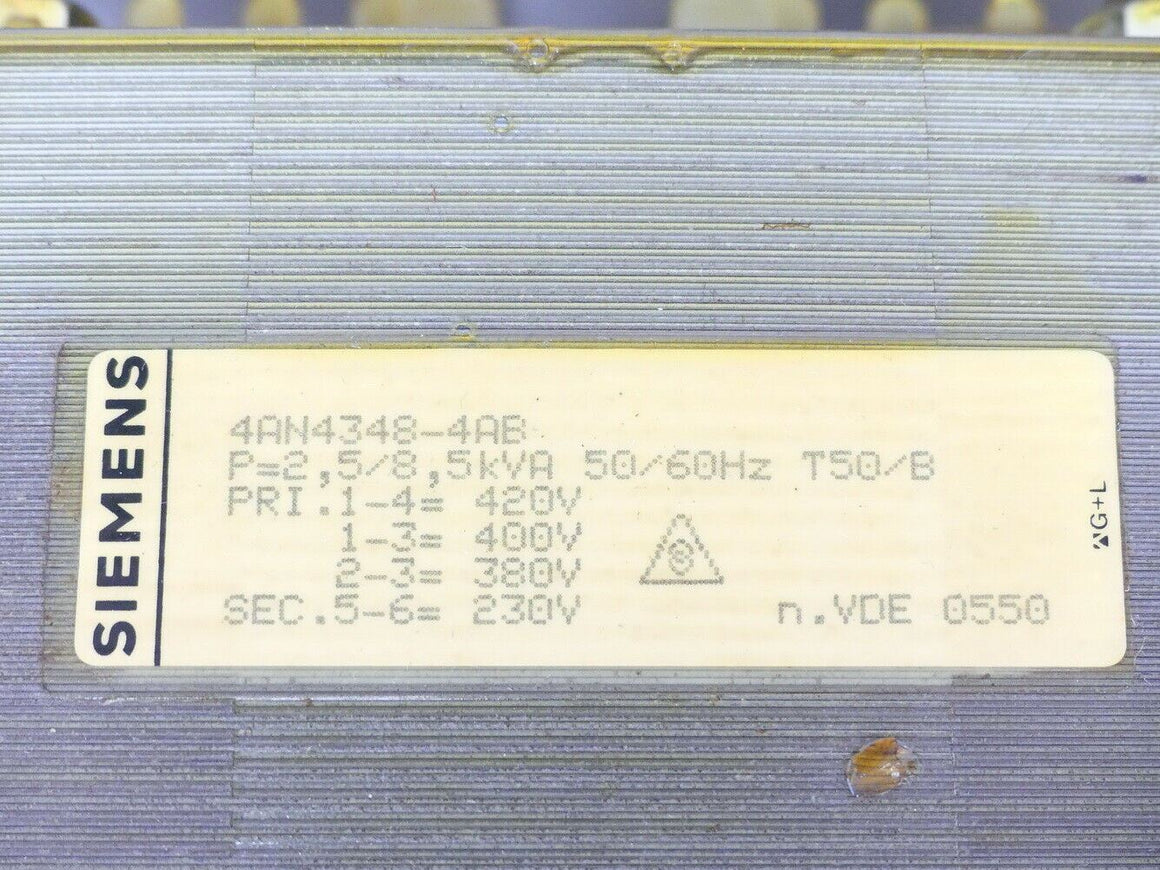 SIEMENS
4AN4348-4AB
P=2,5/8,5kVA 50/60Hz T50/B
PRI.1-4= 420V
1-3= 400V
2-3= 380V
SEC.5-6= 230V
n.VDE 0550
G+L